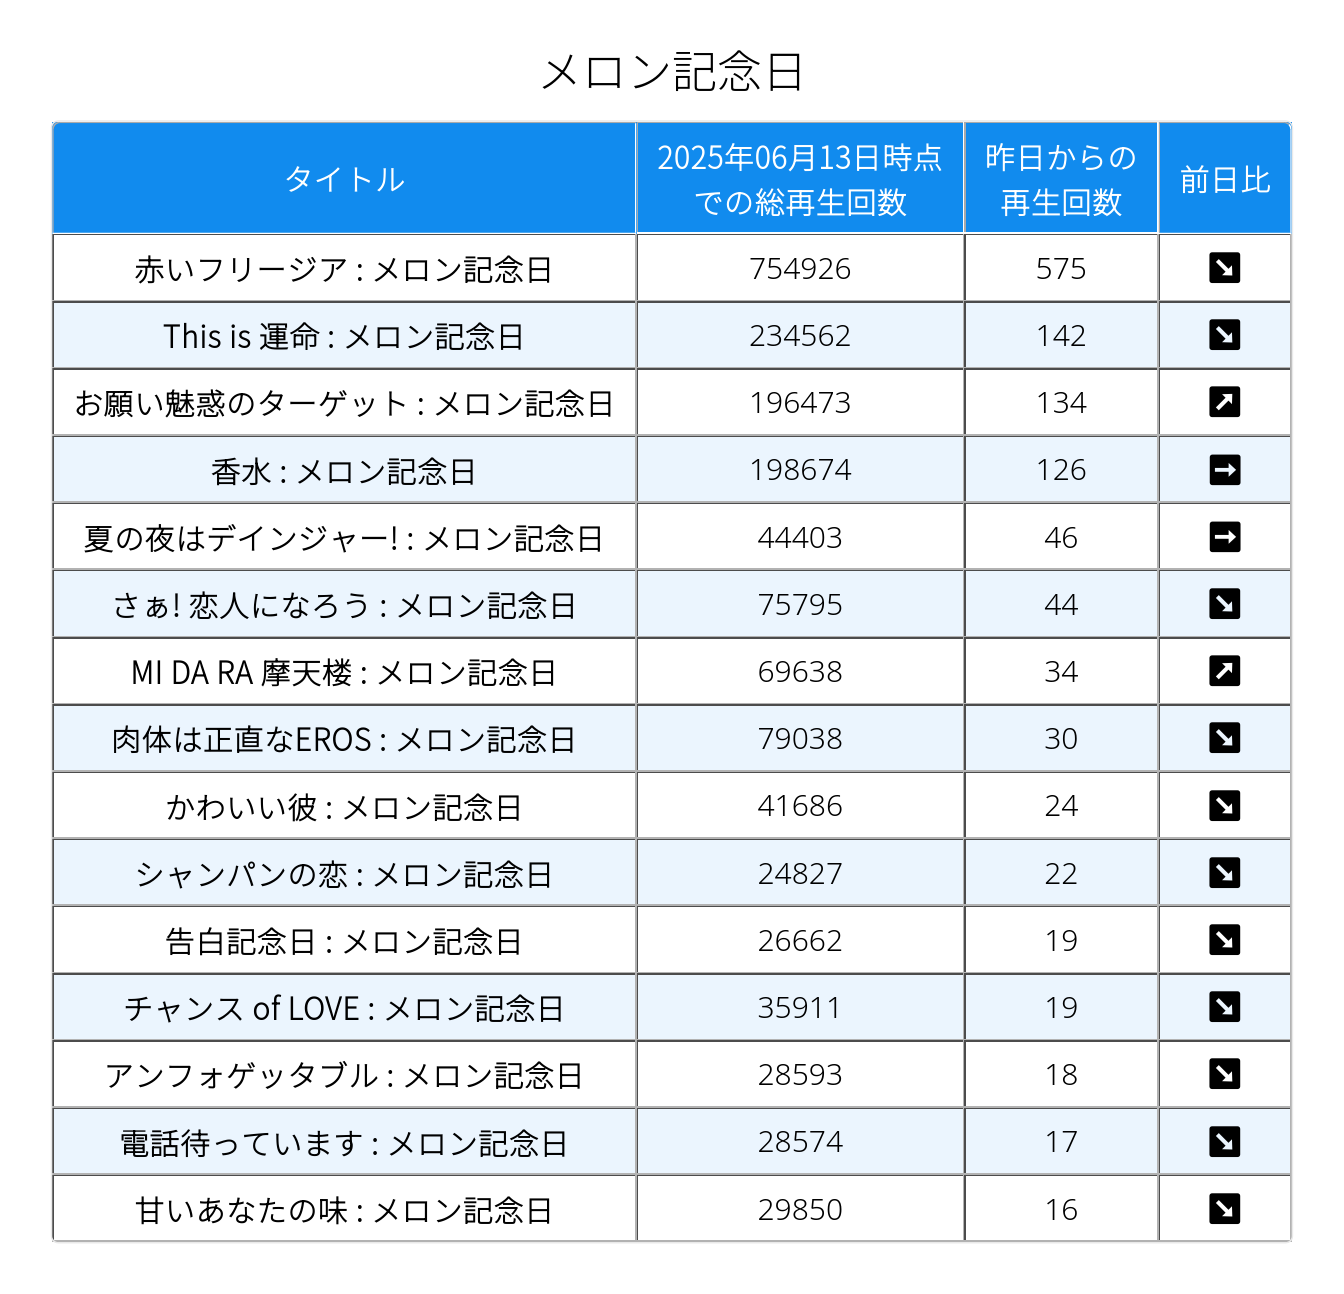 メロン記念日
タイトル 2025年06月13日時点での総再生回数 昨日からの再生回数 前日比
赤いフリージア : メロン記念日 754926 575 ↘
This is 運命 : メロン記念日 234562 142 ↘
お願い魅惑のターゲット : メロン記念日 196473 134 ↗
香水 : メロン記念日 198674 126 →
夏の夜はデインジャー! : メロン記念日 44403 46 →
さぁ! 恋人になろう : メロン記念日 75795 44 ↘
MI DA RA 摩天楼 : メロン記念日 69638 34 ↗
肉体は正直なEROS : メロン記念日 79038 30 ↘
かわいい彼 : メロン記念日 41686 24 ↘
シャンパンの恋 : メロン記念日 24827 22 ↘
告白記念日 : メロン記念日 26662 19 ↘
チャンス of LOVE : メロン記念日 35911 19 ↘
アンフォゲッタブル : メロン記念日 28593 18 ↘
電話待っています : メロン記念日 28574 17 ↘
甘いあなたの味 : メロン記念日 29850 16 ↘